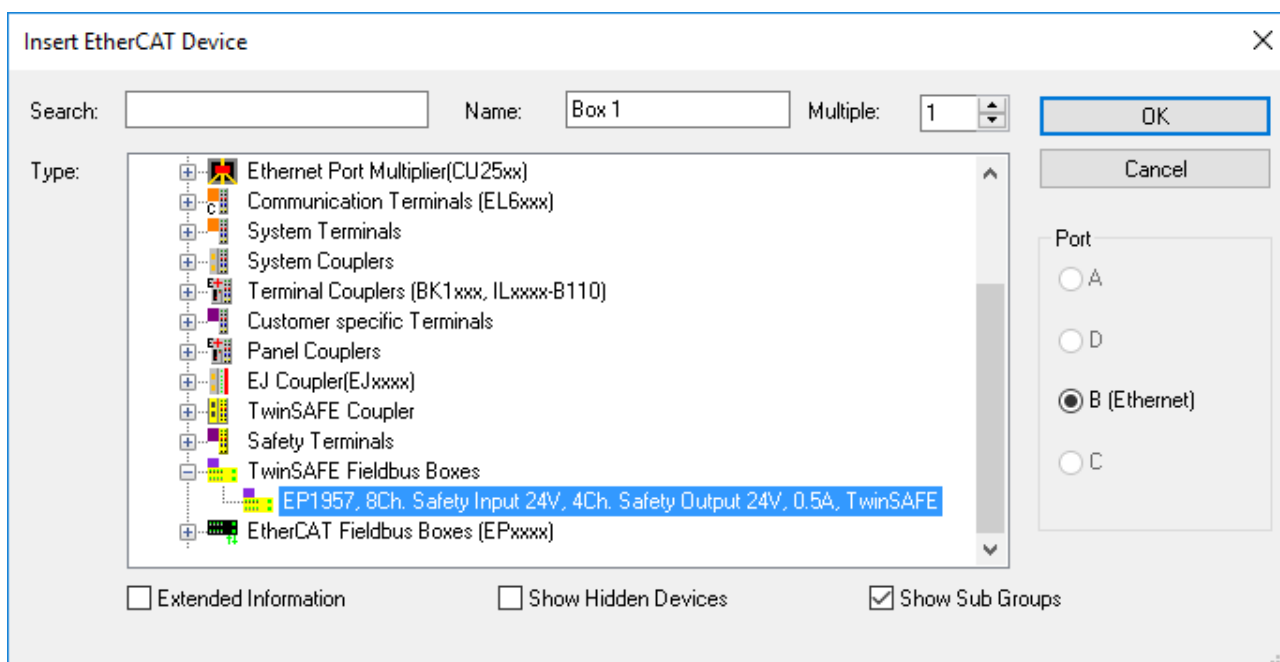 Insert EtherCAT Device
Search: Name: Box 1 Multiple: 1 OK
Type: Cancel
Ethernet Port Multiplier(CU25xx)
Communication Terminals (EL6xxx)
System Terminals
System Couplers
Terminal Couplers (BK1xxx, ILxxxx-B110)
Customer specific Terminals
Panel Couplers
EJ Coupler(EJxxxx)
TwinSAFE Coupler
Safety Terminals
TwinSAFE Fieldbus Boxes
EP1957, 8Ch. Safety Input 24V, 4Ch. Safety Output 24V, 0.5A, TwinSAFE
EtherCAT Fieldbus Boxes (EPxxxx)
Port
A
D
B (Ethernet)
C
Extended Information Show Hidden Devices Show Sub Groups